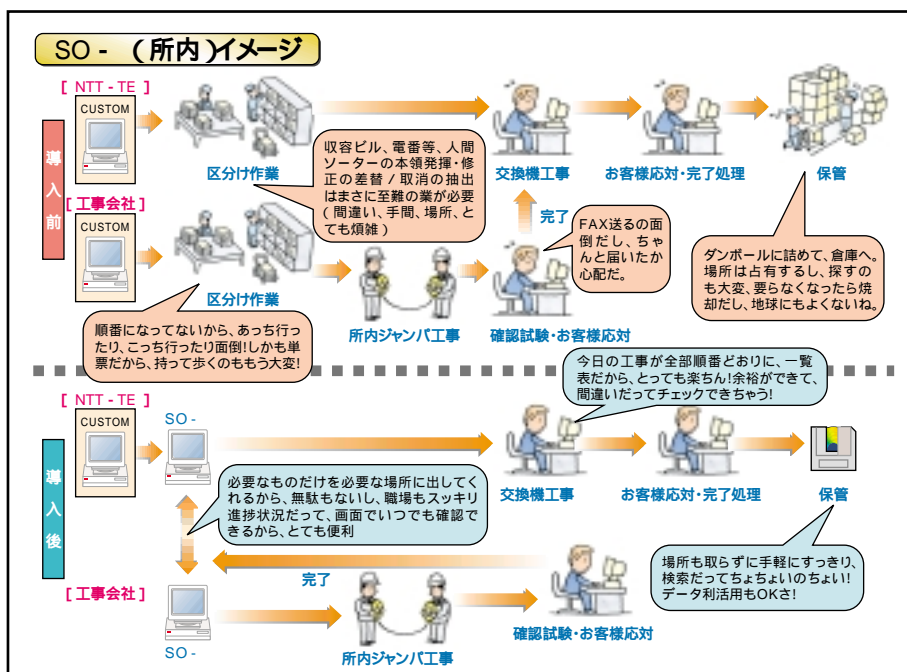 SO - （所内）イメージ
[ NTT - TE ]
CUSTOM
導入前
区分け作業
収容ビル、電番等、人間
ソーターの本領発揮・修
正の差替 / 取消の抽出
はまさに至難の業が必要
( 間違い、手間、場所、と
ても煩雑 )
交換機工事
お客様応対・完了処理
保管
[ 工事会社 ]
CUSTOM
区分け作業
完了
FAX送るの面
倒だし、ちゃ
んと届いたか
心配だ。
ダンボールに詰めて、倉庫へ。
場所は占有するし、探すの
も大変、要らなくなったら焼
却だし、地球にもよくないね。
所内ジャンパ工事
確認試験・お客様応対
順番になってないから、あっち行っ
たり、こっち行ったり面倒!しかも単
票だから、持って歩くのももう大変!
今日の工事が全部順番どおりに、一覧
表だから、とっても楽ちん!余裕ができて、
間違いだってチェックできちゃう!
[ NTT - TE ]
CUSTOM
SO -
導入後
交換機工事
お客様応対・完了処理
保管
必要なものだけを必要な場所に出してく
れるから、無駄もないし、職場もスッキリ
進捗状況だって、画面でいつでも確認で
きるから、とても便利
完了
場所も取らずに手軽にすっきり、
検索だってちょちょいのちょい!
データ利活用もOKさ!
[ 工事会社 ]
SO -
所内ジャンパ工事
確認試験・お客様応対